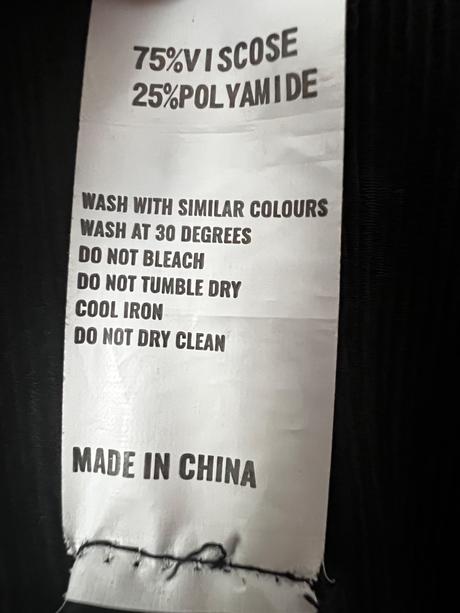 75%VISCOSE
25%POLYAMIDE
WASH WITH SIMILAR COLOURS
WASH AT 30 DEGREES
DO NOT BLEACH
DO NOT TUMBLE DRY
COOL IRON
DO NOT DRY CLEAN
MADE IN CHINA